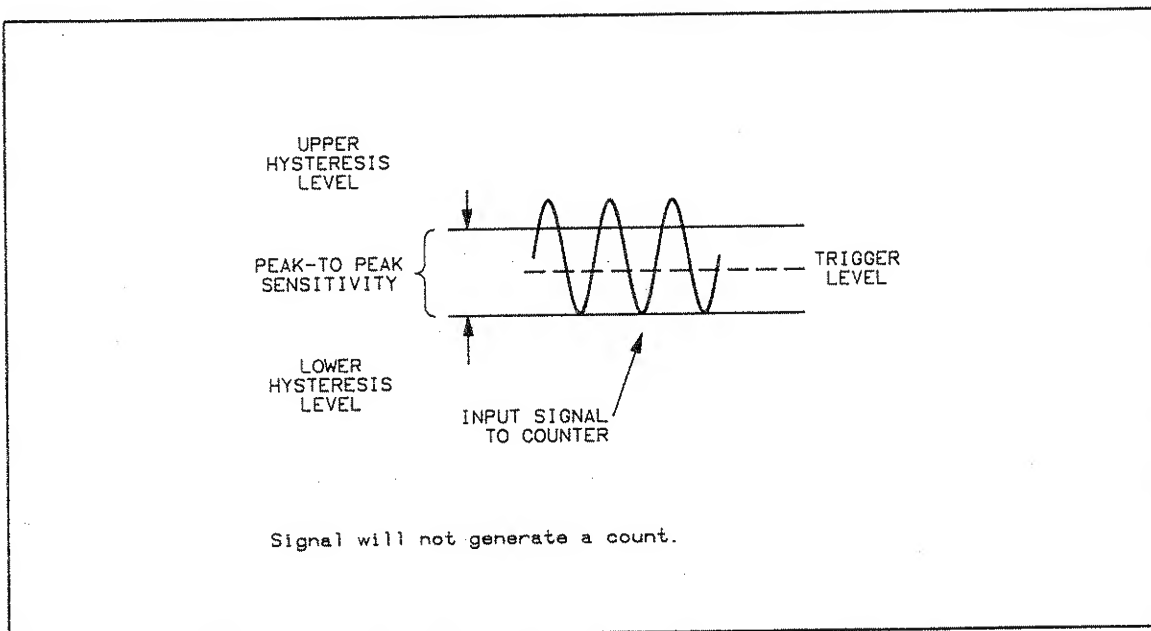 UPPER
HYSTERESIS
LEVEL
PEAK-TO PEAK
SENSITIVITY
TRIGGER
LEVEL
LOWER
HYSTERESIS
LEVEL
INPUT SIGNAL
TO COUNTER
Signal will not generate a count.